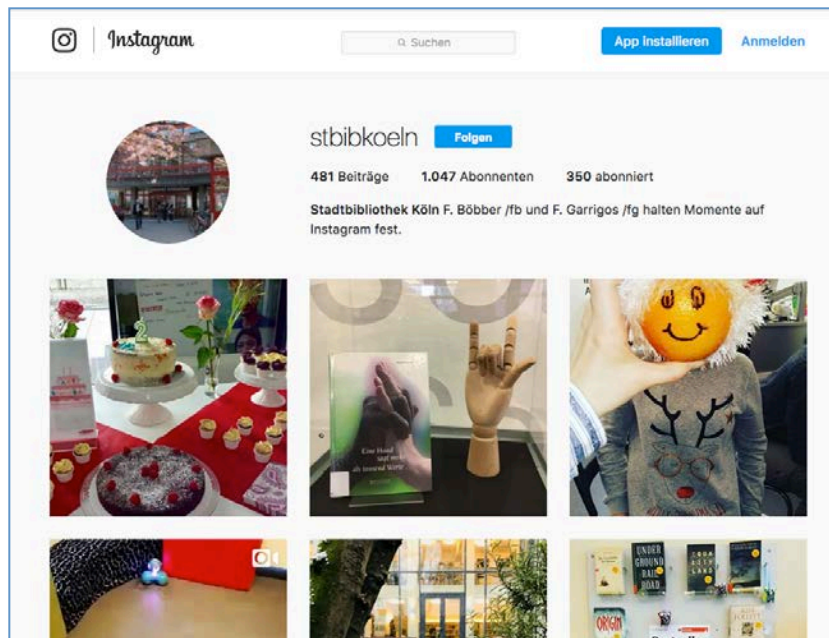 Instagram
Suchen
App installieren
Anmelden
stbibkoeln
Folgen
481 Beiträge 1.047 Abonnenten 350 abonniert
Stadtbibliothek Köln F. Böbber /fb und F. Garrigos /fg halten Momente auf
Instagram fest.
2
Eine Hand
sagt mehr
als tausend Worte
UNDER
GROUND
RAIL
ROAD
ORIGIN